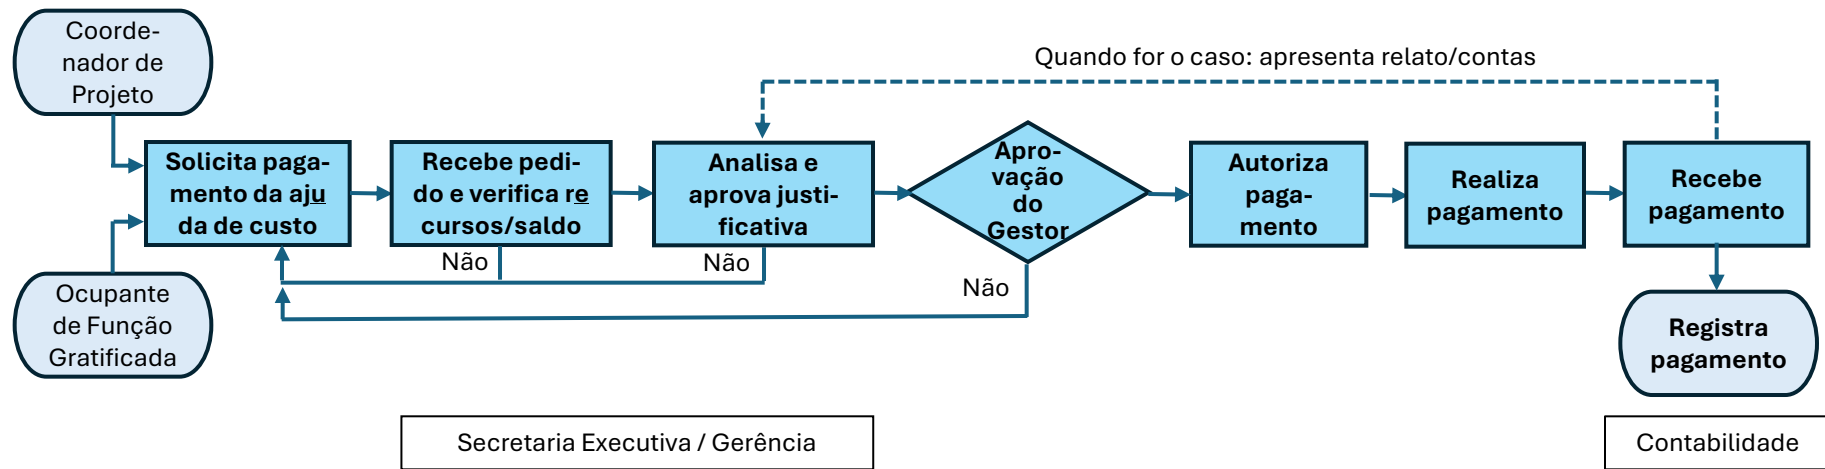 Coorde-
nador de
Projeto
Quando for o caso: apresenta relato/contas
Solicita paga-
mento da aju
da de custo
Recebe pedi-
do e verifica re
cursos/saldo
Analisa e
aprova justi-
ficativa
Apro-
vação
do
Gestor
Autoriza
paga-
mento
Realiza
pagamento
Recebe
pagamento
Não
Não
Não
Ocupante
de Função
Gratificada
Registra
pagamento
Secretaria Executiva / Gerência
Contabilidade